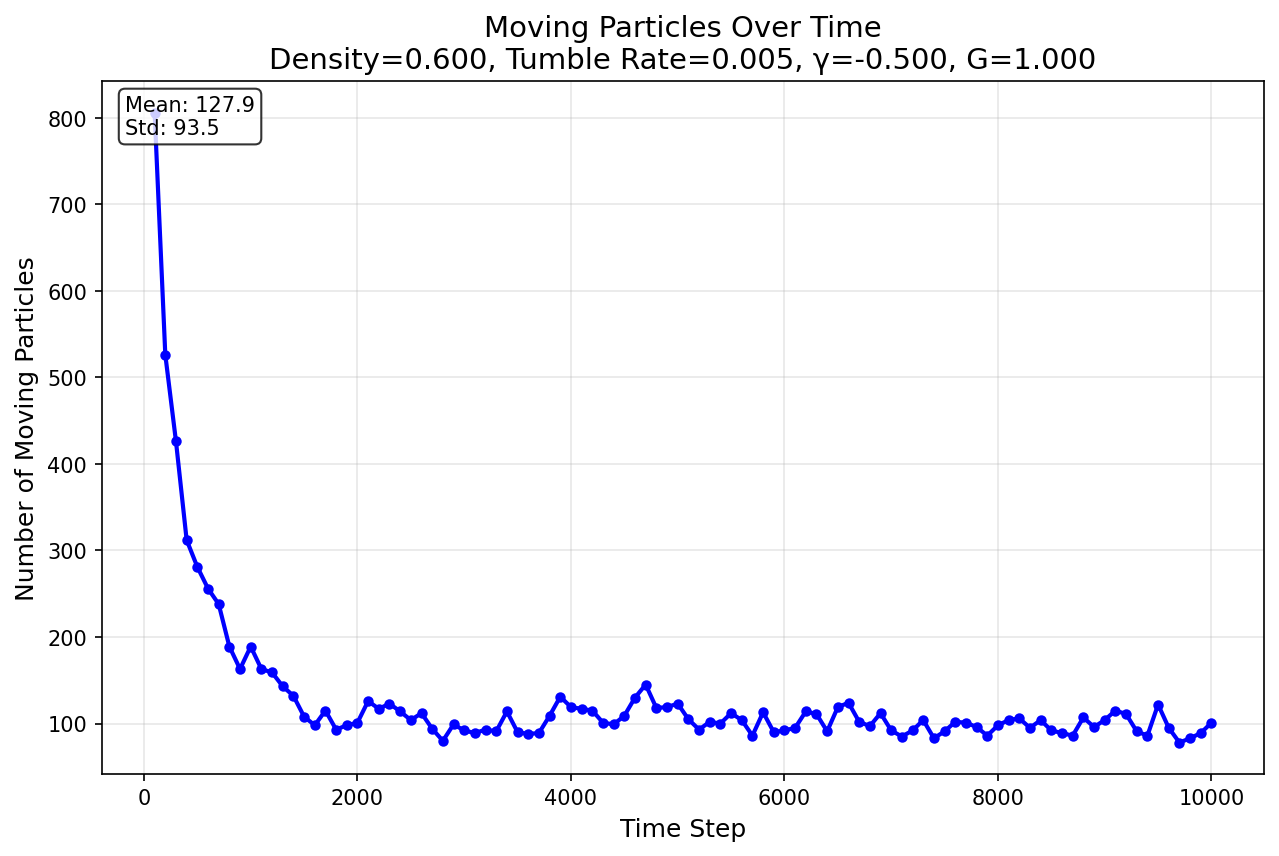 Moving Particles Over Time
Density=0.600, Tumble Rate=0.005, γ=-0.500, G=1.000
Mean: 127.9
Std: 93.5
Number of Moving Particles
800
700
600
500
400
300
200
100
0 2000 4000 6000 8000 10000
Time Step